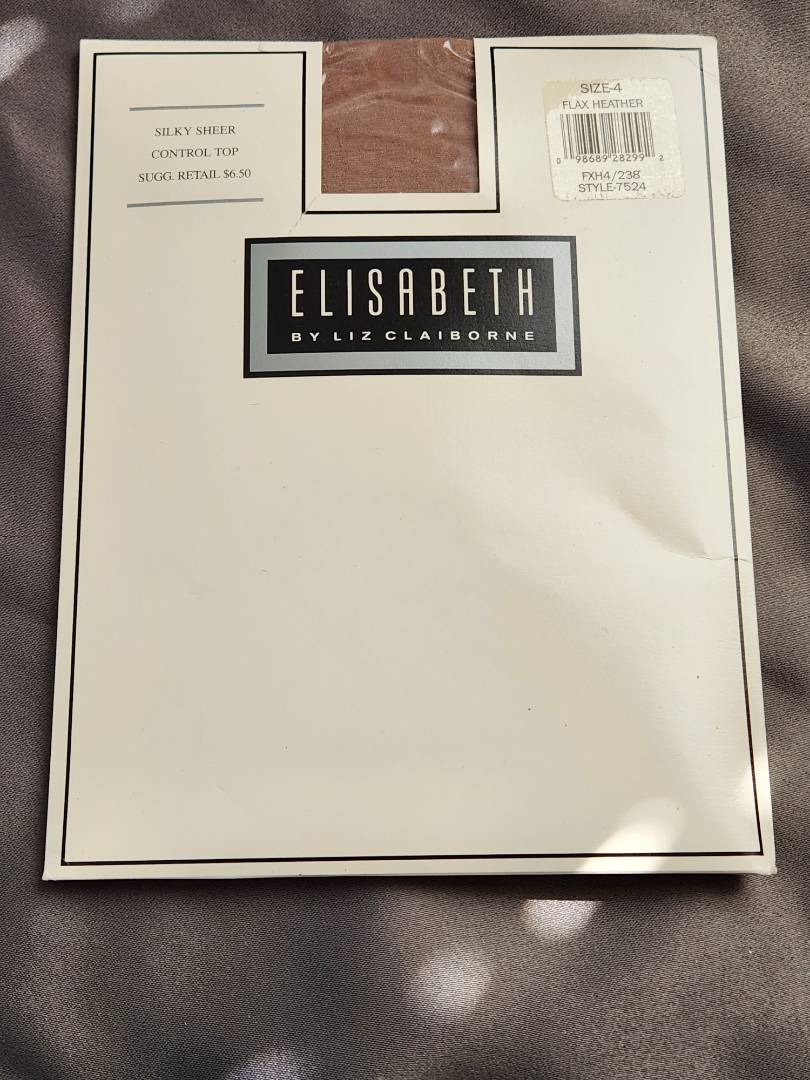 SILKY SHEER
CONTROL TOP
SUGG. RETAIL $6.50
SIZE-4
FLAX HEATHER
0 98689 28299 2
FXH4/238
STYLE-7524
ELISABETH
BY LIZ CLAIBORNE